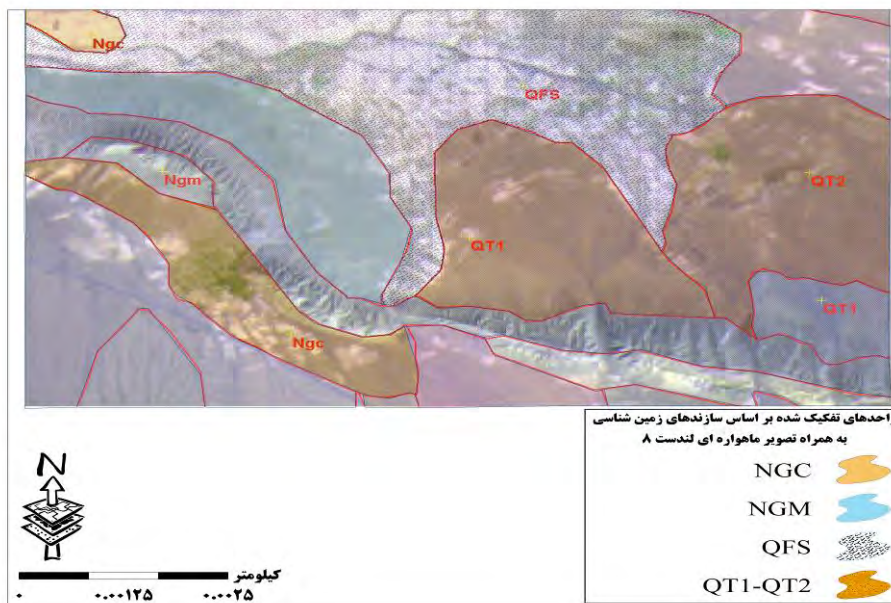 Ngc
QFS
Ngm
QT2
QT1
QT1
Ngc
واحدهای تفکیک شده بر اساس سازندهای زمین شناسی
به همراه تصویر ماهواره ای لندست ۸
NGC
NGM
QFS
QT1-QT2
N
کیلومتر
۰ ۰.۰۰۱۲۵ ۰.۰۰۲۵